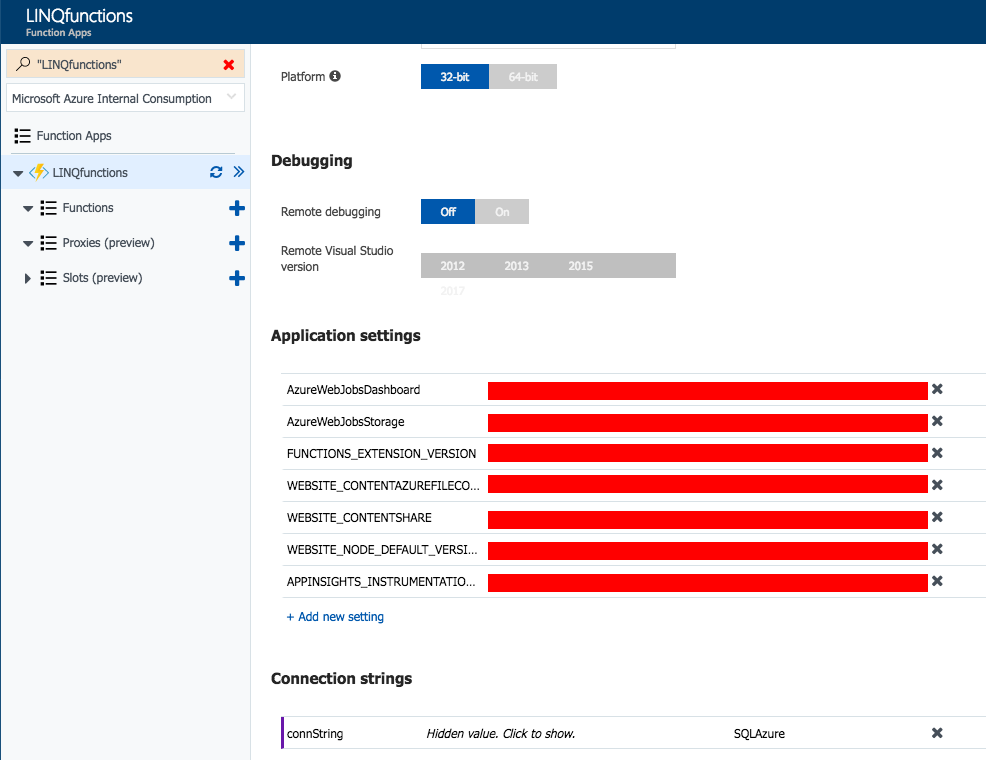 LINQfunctions
Function Apps
"LINQfunctions"
Microsoft Azure Internal Consumption
Function Apps
LINQfunctions
Functions
Proxies (preview)
Slots (preview)
Platform
32-bit 64-bit
Debugging
Remote debugging Off On
Remote Visual Studio
version
2012 2013 2015
2017
Application settings
AzureWebJobsDashboard
AzureWebJobsStorage
FUNCTIONS_EXTENSION_VERSION
WEBSITE_CONTENTAZUREFILECO...
WEBSITE_CONTENTSHARE
WEBSITE_NODE_DEFAULT_VERSI...
APPINSIGHTS_INSTRUMENTATIO...
+ Add new setting
Connection strings
connString Hidden value. Click to show. SQLAzure